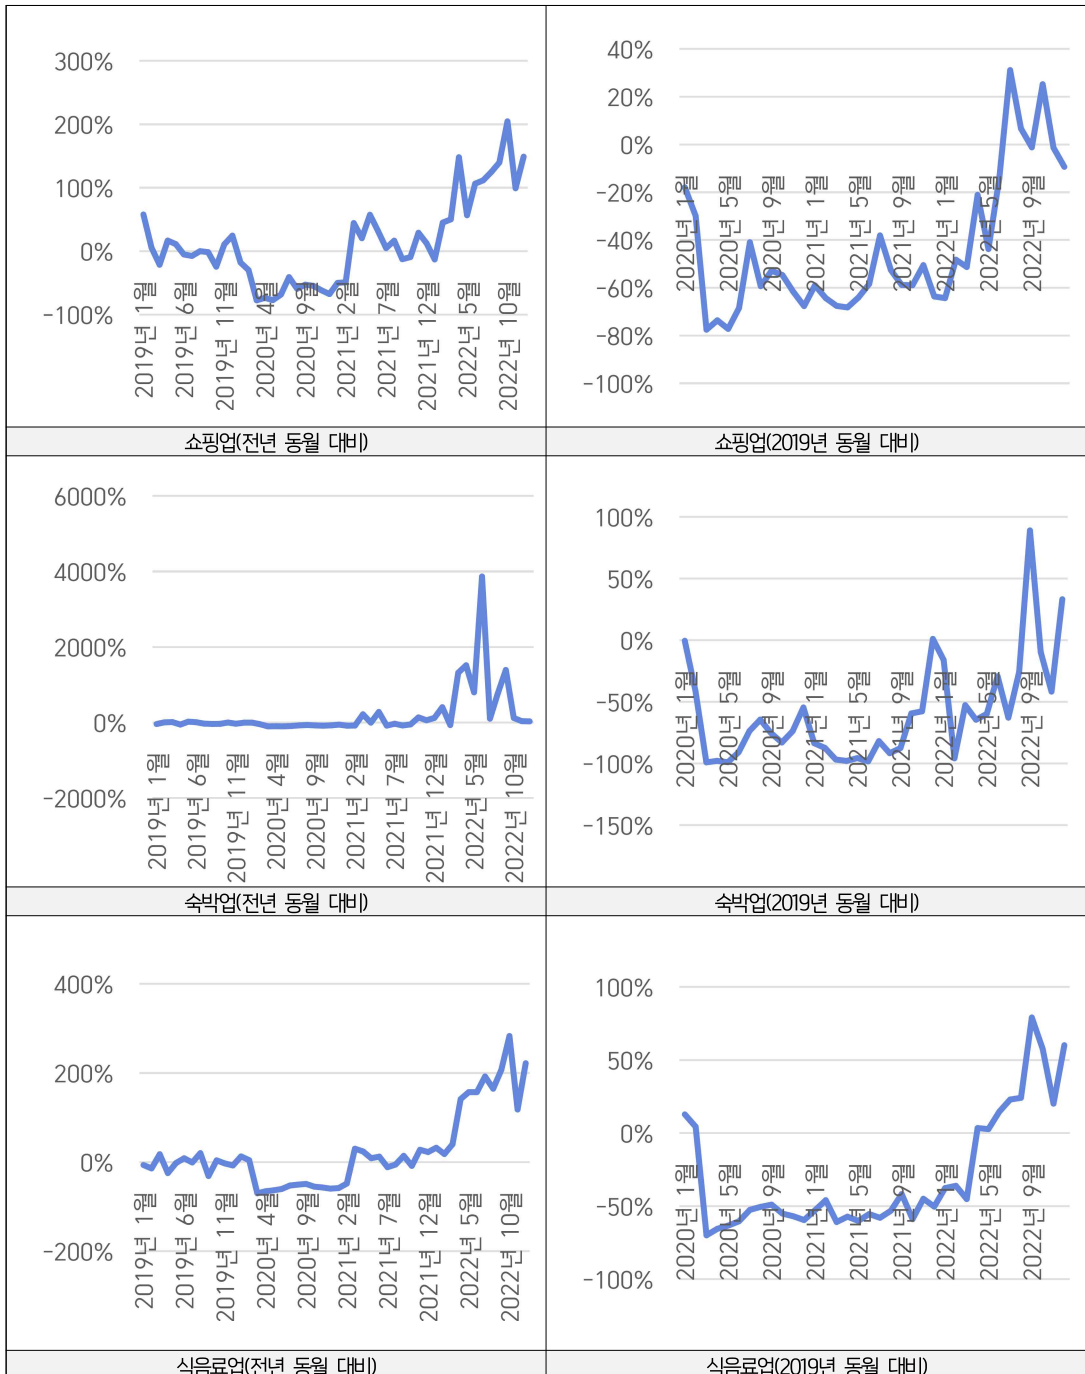 300%
200%
100%
0%
-100%
2019년 1월
2019년 6월
2019년 11월
2020년 4월
2020년 9월
2021년 2월
2021년 7월
2021년 12월
2022년 5월
2022년 10월
40%
20%
0%
-20%
-40%
-60%
-80%
-100%
2020년 1월
2020년 5월
2020년 9월
2021년 1월
2021년 5월
2021년 9월
2022년 1월
2022년 5월
2022년 9월
쇼핑업(전년 동월 대비)
쇼핑업(2019년 동월 대비)
6000%
4000%
2000%
0%
-2000%
2019년 1월
2019년 6월
2019년 11월
2020년 4월
2020년 9월
2021년 2월
2021년 7월
2021년 12월
2022년 5월
2022년 10월
100%
50%
0%
-50%
-100%
-150%
2020년 1월
2020년 5월
2020년 9월
2021년 1월
2021년 5월
2021년 9월
2022년 1월
2022년 5월
2022년 9월
숙박업(전년 동월 대비)
숙박업(2019년 동월 대비)
400%
200%
0%
-200%
2019년 1월
2019년 6월
2019년 11월
2020년 4월
2020년 9월
2021년 2월
2021년 7월
2021년 12월
2022년 5월
2022년 10월
100%
50%
0%
-50%
-100%
2020년 1월
2020년 5월
2020년 9월
2021년 1월
2021년 5월
2021년 9월
2022년 1월
2022년 5월
2022년 9월
식음료업(전년 동월 대비)
식음료업(2019년 동월 대비)